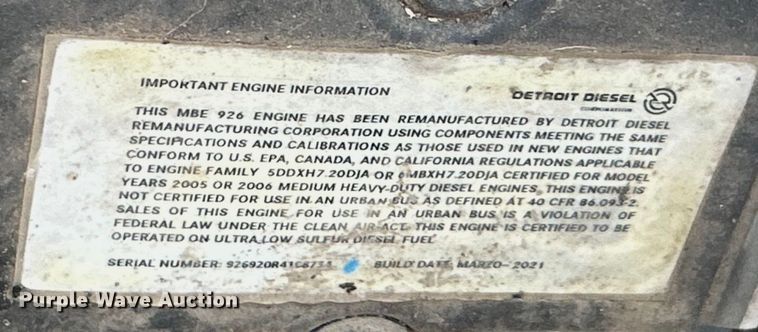 IMPORTANT ENGINE INFORMATION
DETROIT DIESEL
CORPORATION
THIS MBE 926 ENGINE HAS BEEN REMANUFACTURED BY DETROIT DIESEL
REMANUFACTURING CORPORATION USING COMPONENTS MEETING THE SAME
SPECIFICATIONS AND CALIBRATIONS AS THOSE USED IN NEW ENGINES THAT
CONFORM TO U.S. EPA, CANADA, AND CALIFORNIA REGULATIONS APPLICABLE
TO ENGINE FAMILY 5DDXH7.20DJA OR 6MBXH7.20DJA CERTIFIED FOR MODEL
YEARS 2005 OR 2006 MEDIUM HEAVY-DUTY DIESEL ENGINES. THIS ENGINE IS
NOT CERTIFIED FOR USE IN AN URBAN BUS AS DEFINED AT 40 CFR 86.093-2.
SALES OF THIS ENGINE FOR USE IN AN URBAN BUS IS A VIOLATION OF
FEDERAL LAW UNDER THE CLEAN AIR ACT. THIS ENGINE IS CERTIFIED TO BE
OPERATED ON ULTRA LOW SULFUR DIESEL FUEL
SERIAL NUMBER: BUILD DATE: MARZO- 2021
Purple Wave Auction